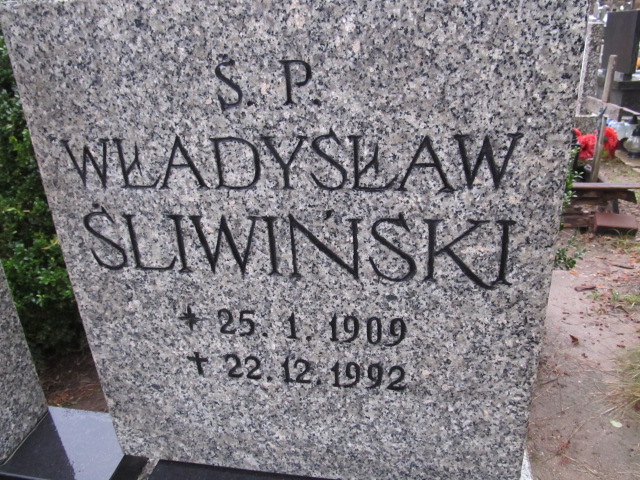 Ś. P.
WŁADYSŁAW
ŚLIWIŃSKI
* 25. 1. 1909
+ 22. 12. 1992